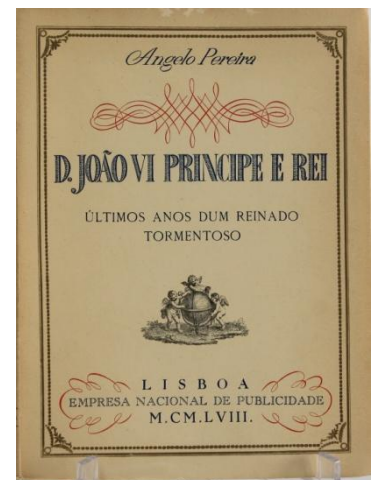 Angelo Pereira
D. JOÃO VI PRINCIPE E REI
ÚLTIMOS ANOS DUM REINADO
TORMENTOSO
LISBOA
EMPRESA NACIONAL DE PUBLICIDADE
M.CM.LVIII.